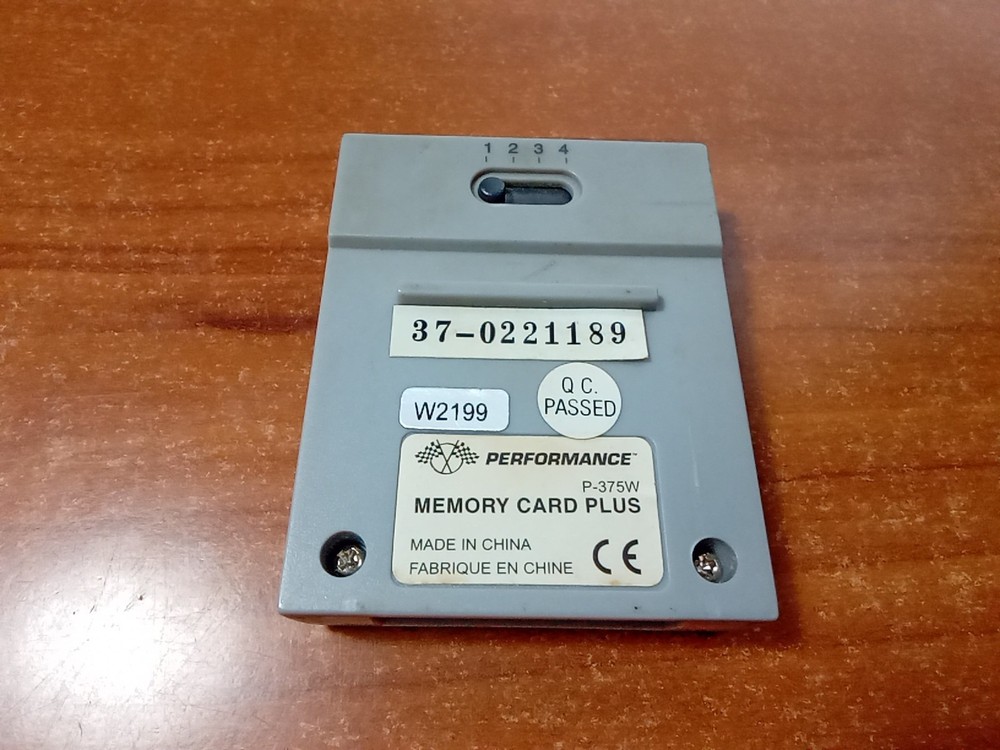 1 2 3 4
37-0221189
W2199
Q C.
PASSED
PERFORMANCE™
P-375W
MEMORY CARD PLUS
MADE IN CHINA
FABRIQUE EN CHINE
CE